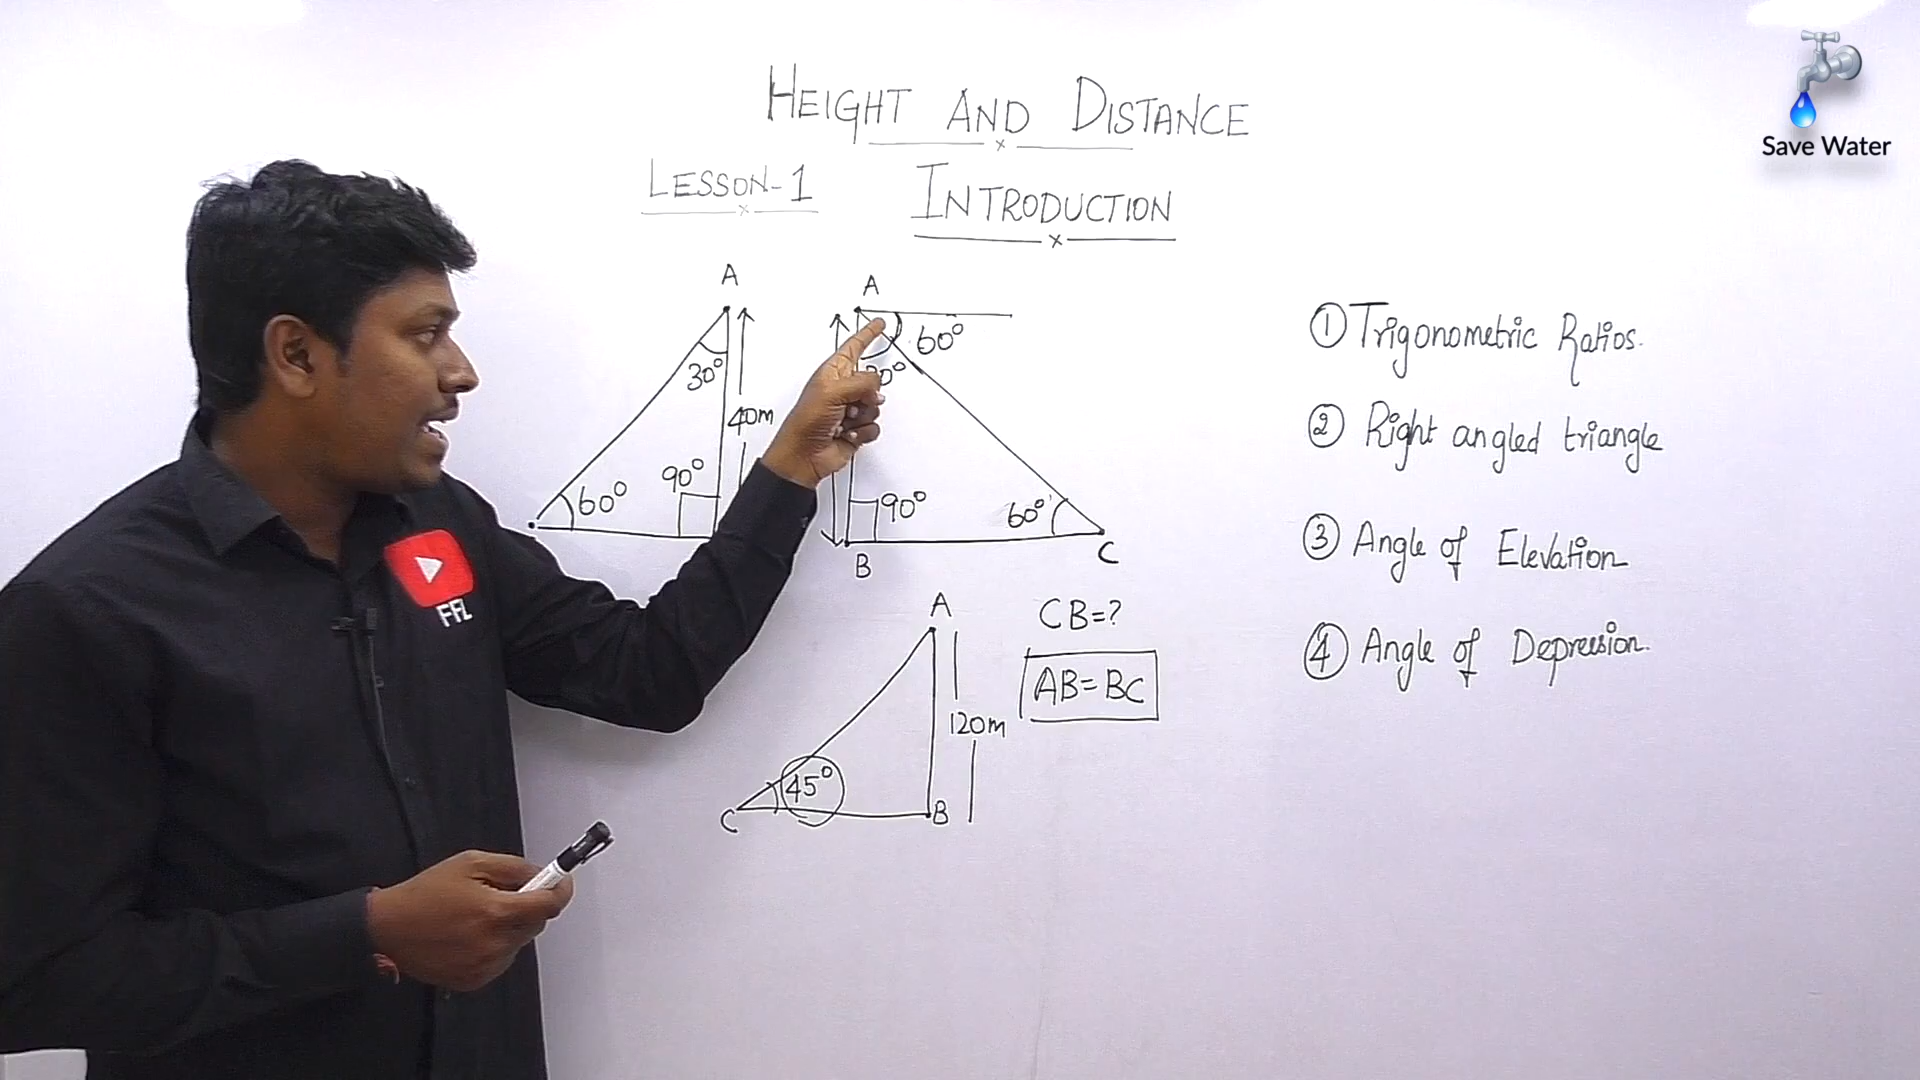 HEIGHT AND DISTANCE
LESSON-1 INTRODUCTION
Save Water
A
30°
40m
60°
90°
A
60°
90°
60°
B
C
A
120m
45°
C
B
CB=?
AB=BC
① Trigonometric Ratios.
② Right angled triangle
③ Angle of Elevation
④ Angle of Depression.
FFL